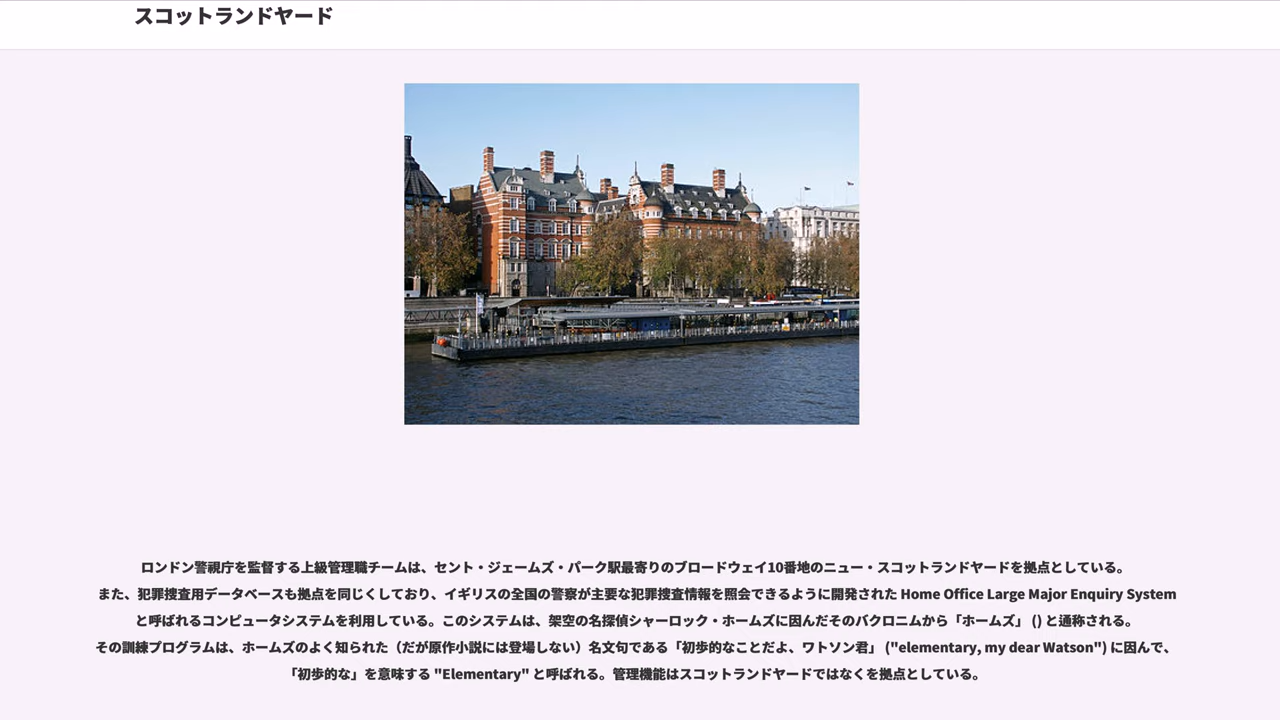 スコットランドヤード
ロンドン警視庁を監督する上級管理職チームは、セント・ジェームズ・パーク駅最寄りのブロードウェイ10番地のニュー・スコットランドヤードを拠点としている。
また、犯罪捜査用データベースも拠点を同じくしており、イギリスの全国の警察が主要な犯罪捜査情報を照会できるように開発された Home Office Large Major Enquiry System
と呼ばれるコンピュータシステムを利用している。このシステムは、架空の名探偵シャーロック・ホームズに因んだそのバクロニムから「ホームズ」 () と通称される。
その訓練プログラムは、ホームズのよく知られた（だが原作小説には登場しない）名文句である「初歩的なことだよ、ワトソン君」 ("elementary, my dear Watson") に因んで、
「初歩的な」を意味する "Elementary" と呼ばれる。管理機能はスコットランドヤードではなくを拠点としている。